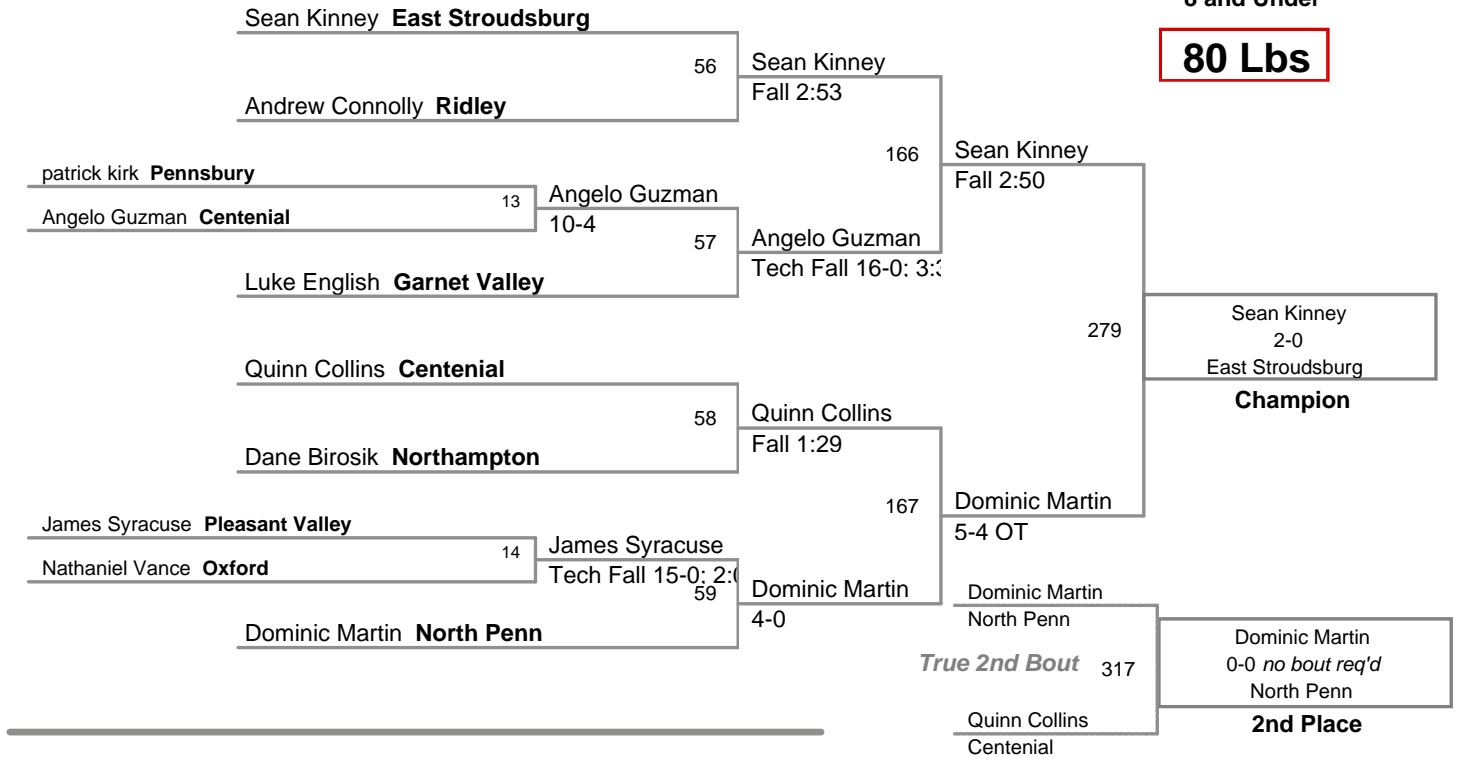 8 and Under
80 Lbs
Sean Kinney East Stroudsburg
56
Sean Kinney
Fall 2:53
Andrew Connolly Ridley
166
Sean Kinney
Fall 2:50
patrick kirk Pennsbury
13
Angelo Guzman
10-4
Angelo Guzman Centenial
57
Angelo Guzman
Tech Fall 16-0; 3:
Luke English Garnet Valley
279
Sean Kinney
2-0
East Stroudsburg
Champion
Quinn Collins Centenial
58
Quinn Collins
Fall 1:29
Dane Birosik Northampton
167
Dominic Martin
5-4 OT
James Syracuse Pleasant Valley
14
James Syracuse
Tech Fall 15-0; 2:
Nathaniel Vance Oxford
59
Dominic Martin
4-0
Dominic Martin North Penn
Dominic Martin
North Penn
True 2nd Bout 317
Dominic Martin
0-0 no bout req'd
North Penn
2nd Place
Quinn Collins
Centenial